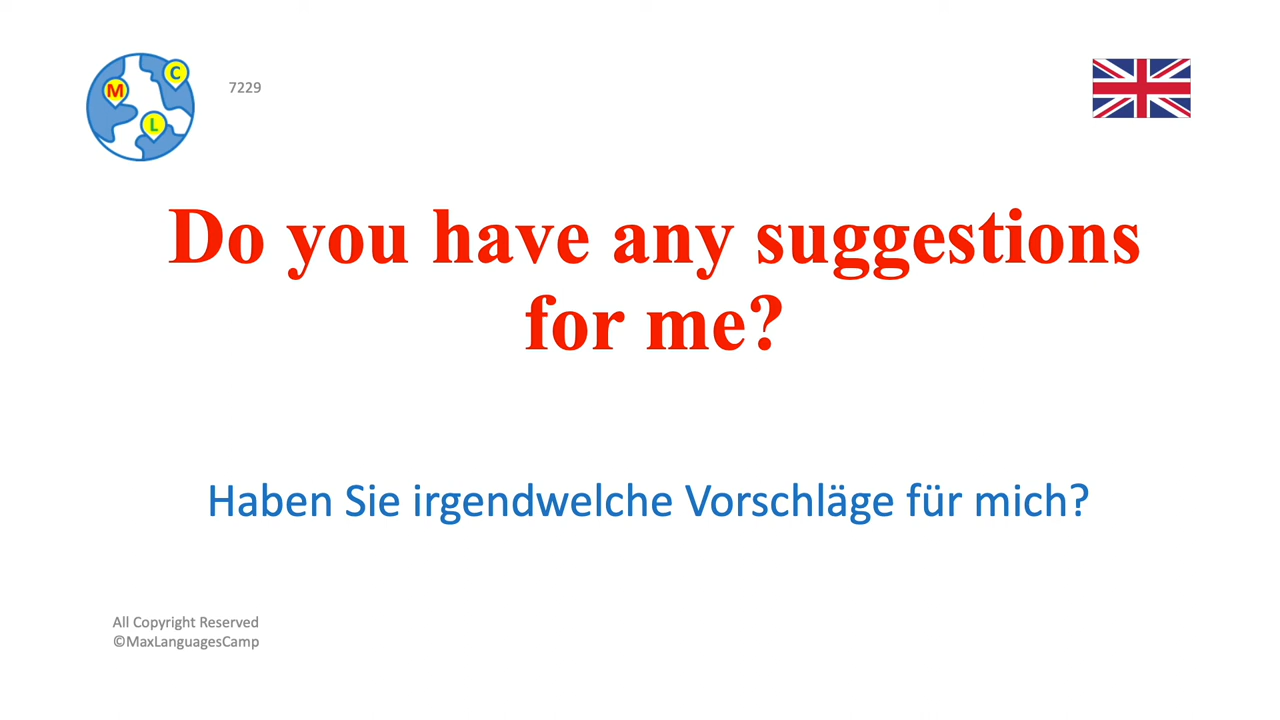 M
C
L
7229
Do you have any suggestions
for me?
Haben Sie irgendwelche Vorschläge für mich?
All Copyright Reserved
©MaxLanguagesCamp